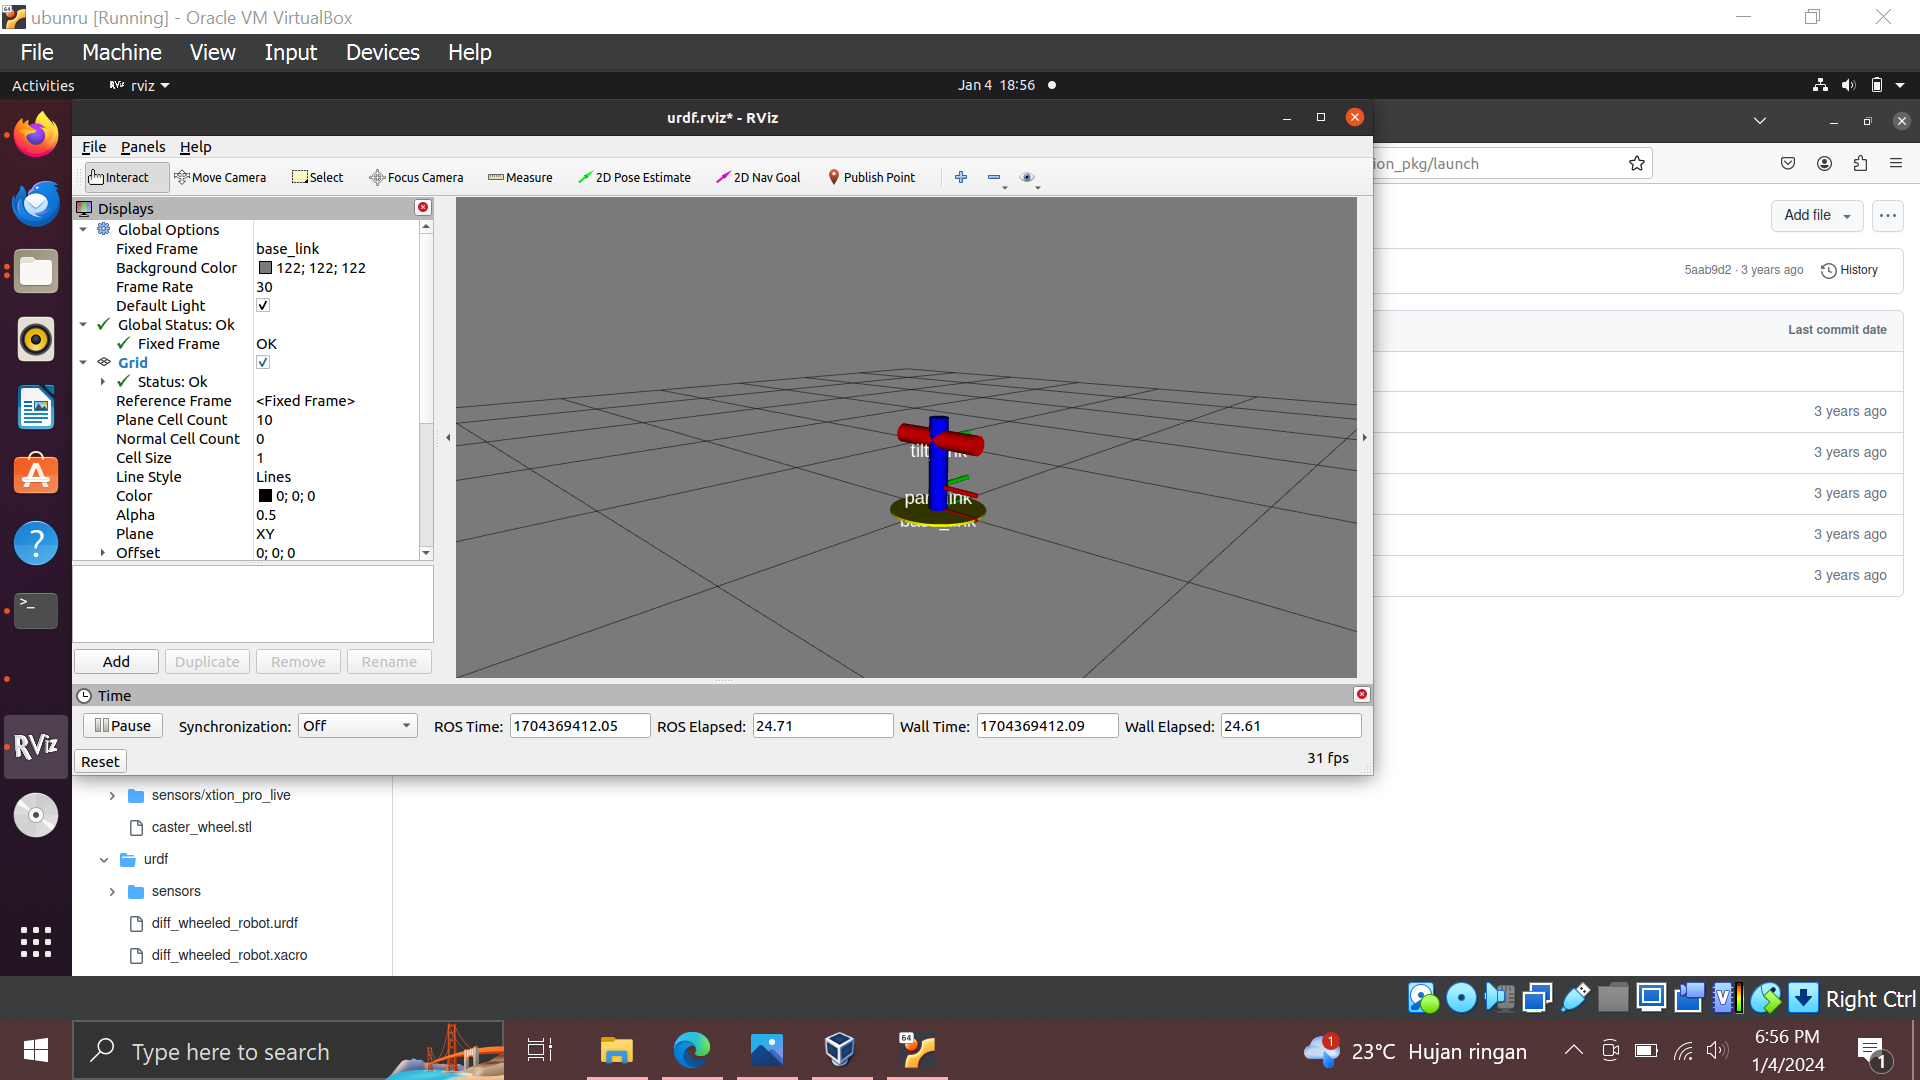 ubunru [Running] - Oracle VM VirtualBox
File Machine View Input Devices Help
Activities RViz rviz Jan 4 18:56
urdf.rviz* - RViz
File Panels Help
ion_pkg/launch
Interact Move Camera Select Focus Camera Measure 2D Pose Estimate 2D Nav Goal Publish Point
Displays
Add file
Global Options
Fixed Frame base_link
Background Color 122; 122; 122
Frame Rate 30
Default Light
Global Status: Ok
Fixed Frame OK
Grid
Status: Ok
Reference Frame <Fixed Frame>
Plane Cell Count 10
Normal Cell Count 0
Cell Size 1
Line Style Lines
Color 0; 0; 0
Alpha 0.5
Plane XY
Offset 0; 0; 0
5aab9d2 · 3 years ago History
Last commit date
3 years ago
3 years ago
3 years ago
3 years ago
3 years ago
Add Duplicate Remove Rename
Time
Pause Synchronization: Off ROS Time: 1704369412.05 ROS Elapsed: 24.71 Wall Time: 1704369412.09 Wall Elapsed: 24.61
Reset 31 fps
RViz
sensors/xtion_pro_live
caster_wheel.stl
urdf
sensors
diff_wheeled_robot.urdf
diff_wheeled_robot.xacro
Right Ctrl
Type here to search
64
1
23°C Hujan ringan
6:56 PM
1/4/2024
1